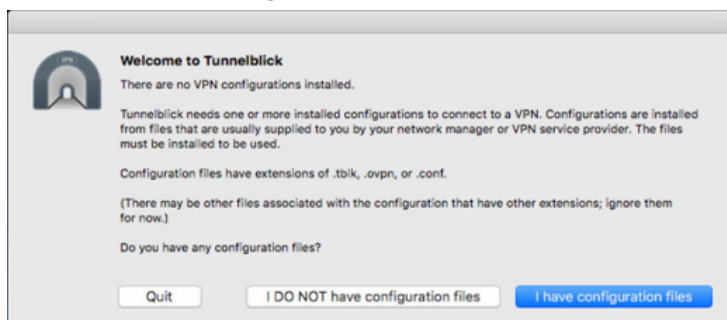 Welcome to Tunnelblick
There are no VPN configurations installed.
Tunnelblick needs one or more installed configurations to connect to a VPN. Configurations are installed
from files that are usually supplied to you by your network manager or VPN service provider. The files
must be installed to be used.
Configuration files have extensions of .tblk, .ovpn, or .conf.
(There may be other files associated with the configuration that have other extensions; ignore them
for now.)
Do you have any configuration files?
Quit
I DO NOT have configuration files
I have configuration files